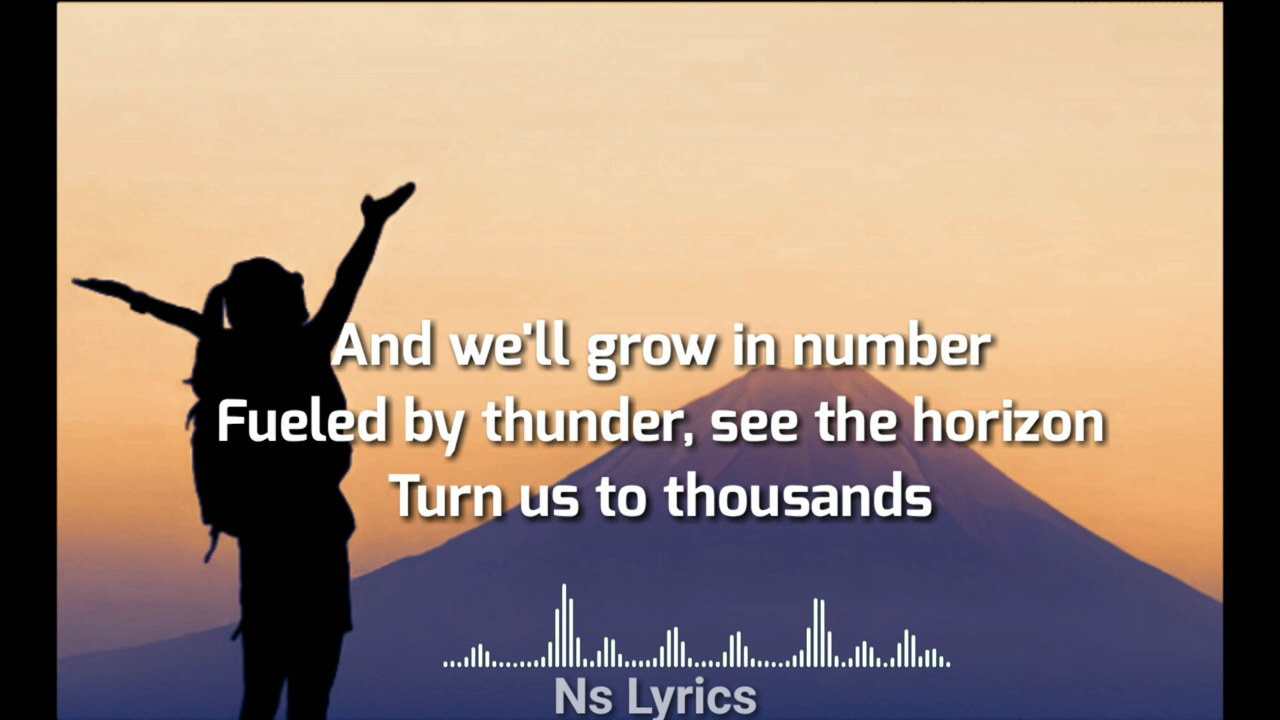 And we'll grow in number
Fueled by thunder, see the horizon
Turn us to thousands
Ns Lyrics